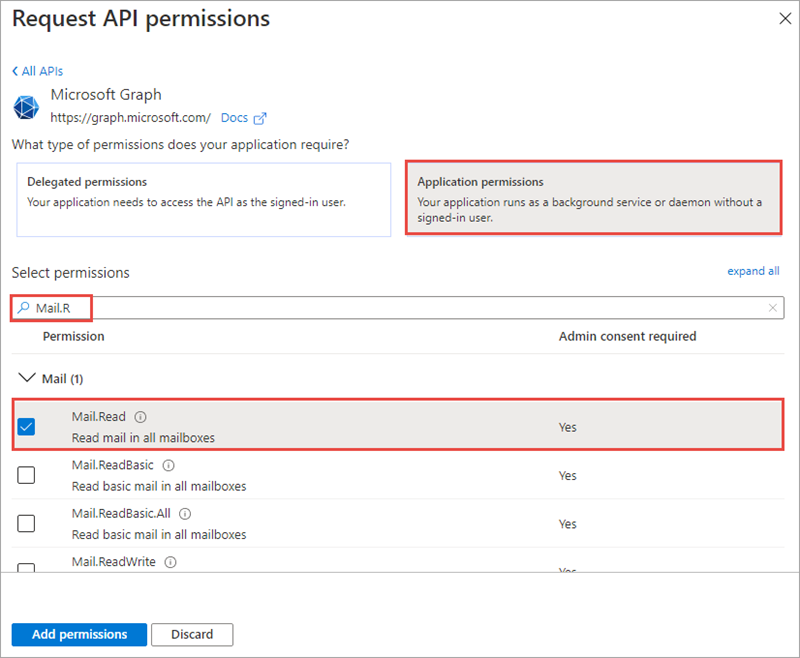 Request API permissions
All APIs
Microsoft Graph
https://graph.microsoft.com/ Docs
What type of permissions does your application require?
Delegated permissions
Your application needs to access the API as the signed-in user.
Application permissions
Your application runs as a background service or daemon without a
signed-in user.
Select permissions
expand all
Mail.R
Permission Admin consent required
Mail (1)
Mail.Read
Read mail in all mailboxes
Yes
Mail.ReadBasic
Read basic mail in all mailboxes
Yes
Mail.ReadBasic.All
Read basic mail in all mailboxes
Yes
Mail.ReadWrite
Yes
Add permissions Discard